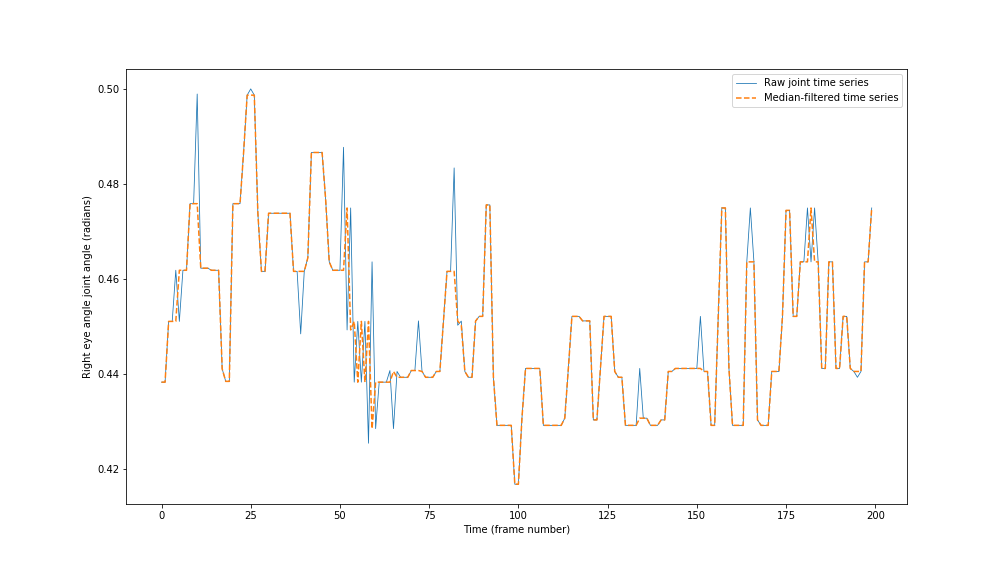 Raw joint time series
Median-filtered time series
Right eye angle joint angle (radians)
0.50
0.48
0.46
0.44
0.42
0 25 50 75 100 125 150 175 200
Time (frame number)